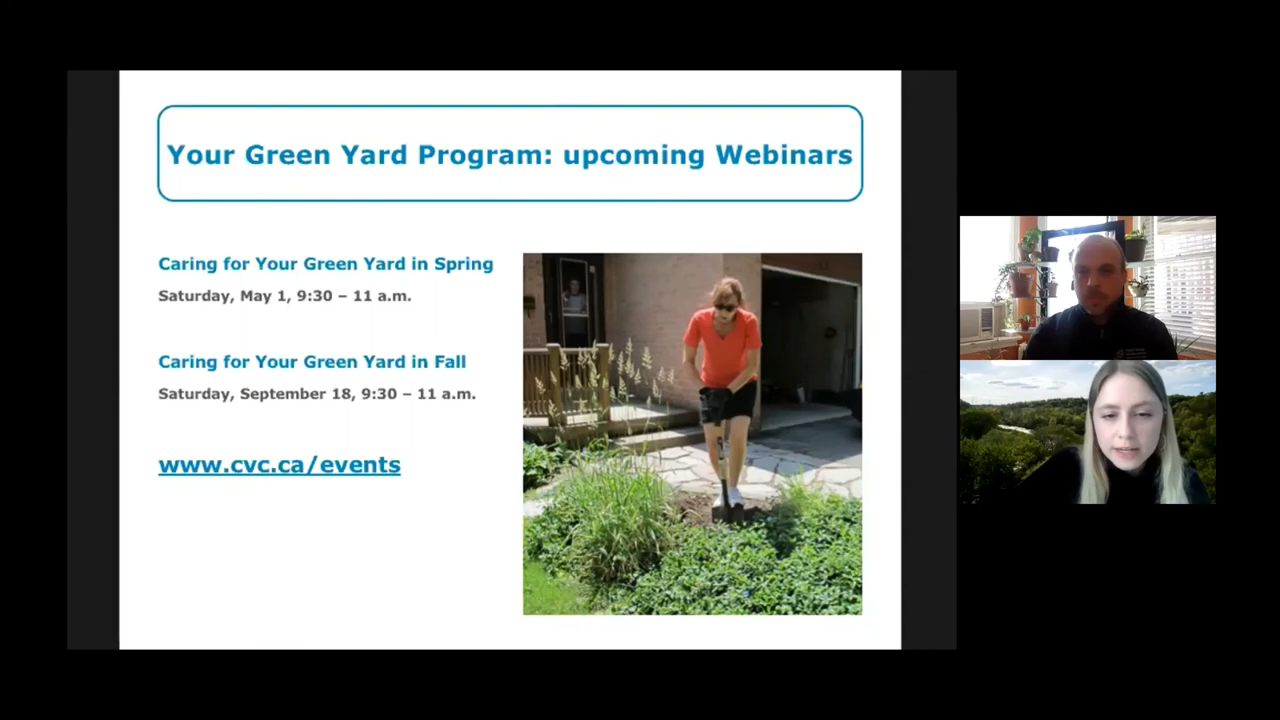 Your Green Yard Program: upcoming Webinars
Caring for Your Green Yard in Spring
Saturday, May 1, 9:30 – 11 a.m.
Caring for Your Green Yard in Fall
Saturday, September 18, 9:30 – 11 a.m.
www.cvc.ca/events